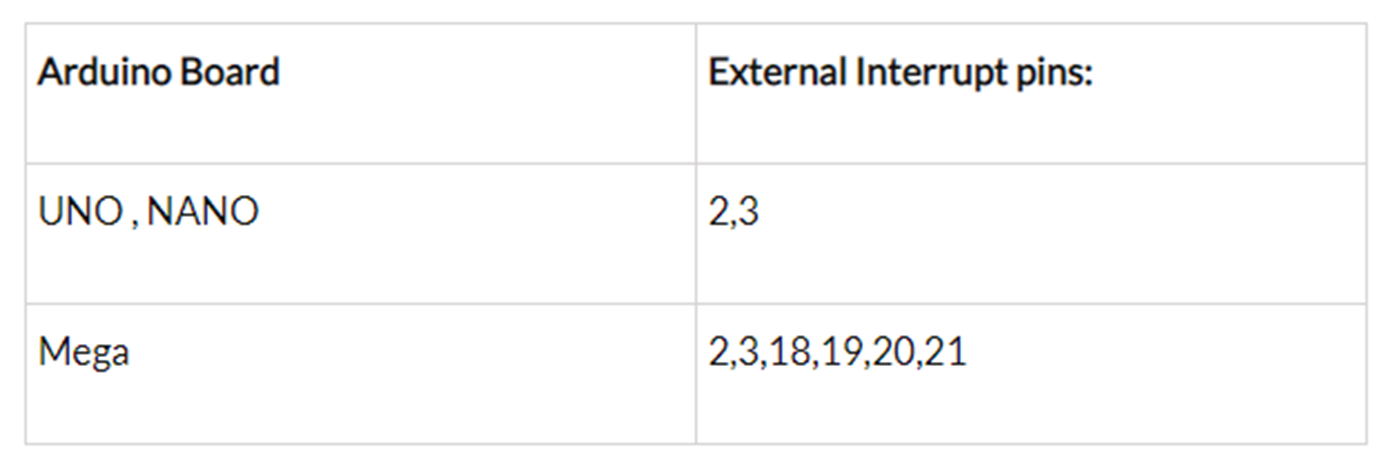 Arduino Board
External Interrupt pins:
UNO , NANO
2,3
Mega
2,3,18,19,20,21